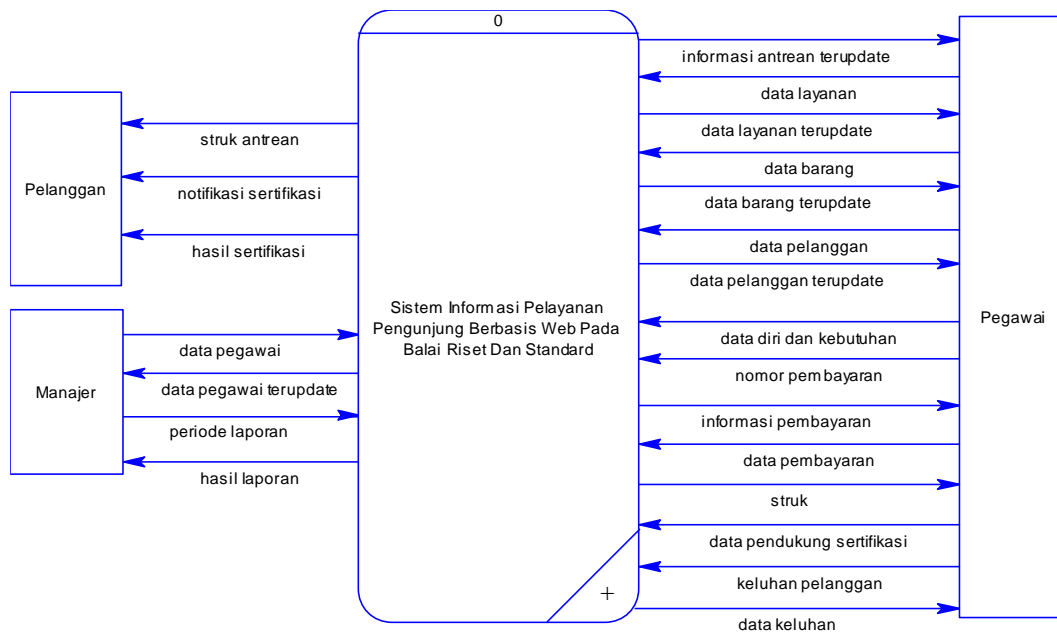 0
Pelanggan
struk antrean
notifikasi sertifikasi
hasil sertifikasi
Manajer
data pegawai
data pegawai terupdate
periode laporan
hasil laporan
Sistem Informasi Pelayanan
Pengunjung Berbasis Web Pada
Balai Riset Dan Standard
+
informasi antrean terupdate
data layanan
data layanan terupdate
data barang
data barang terupdate
data pelanggan
data pelanggan terupdate
data diri dan kebutuhan
nomor pembayaran
informasi pembayaran
data pembayaran
struk
data pendukung sertifikasi
keluhan pelanggan
data keluhan
Pegawai